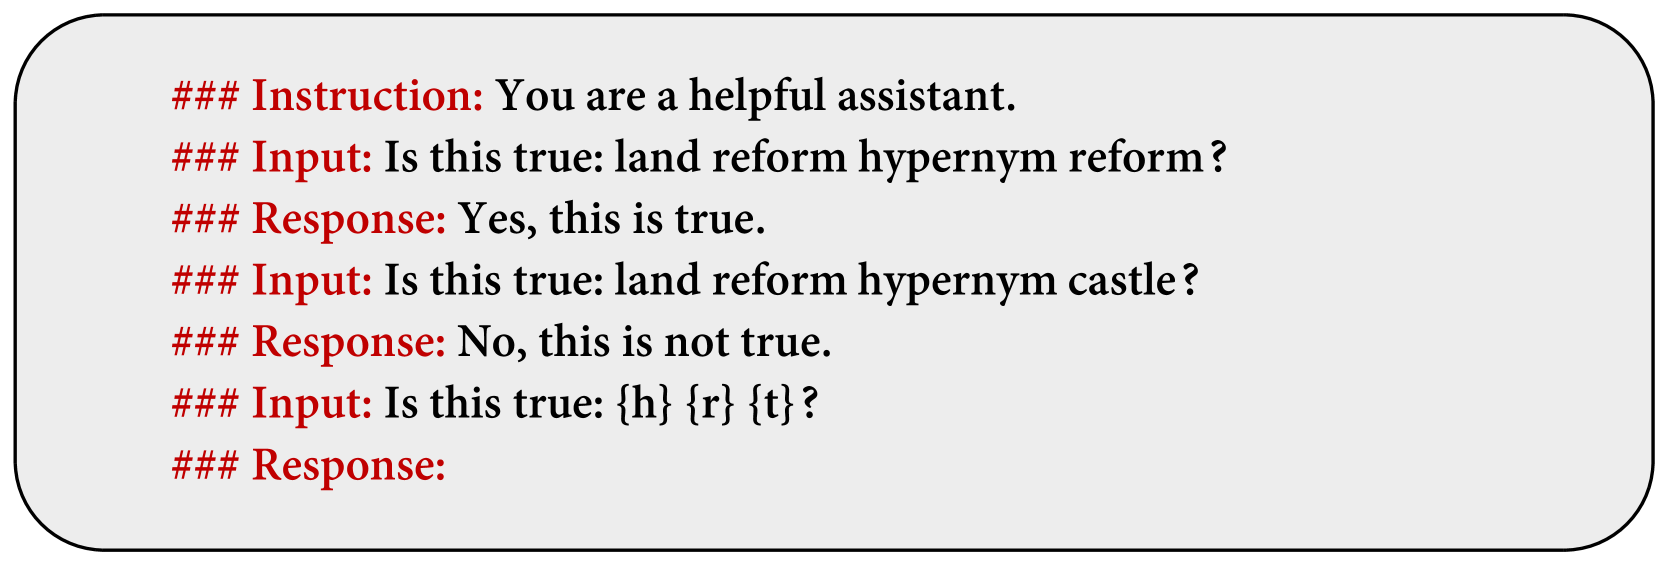 ### Instruction: You are a helpful assistant.
### Input: Is this true: land reform hypernym reform?
### Response: Yes, this is true.
### Input: Is this true: land reform hypernym castle?
### Response: No, this is not true.
### Input: Is this true: {h} {r} {t}?
### Response: